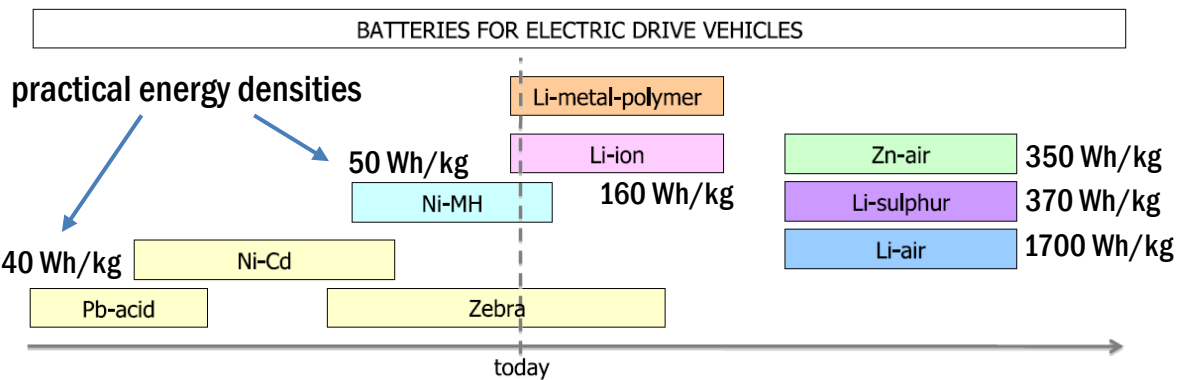 BATTERIES FOR ELECTRIC DRIVE VEHICLES
practical energy densities
Li-metal-polymer
50 Wh/kg
Li-ion
Zn-air
350 Wh/kg
Ni-MH
160 Wh/kg
Li-sulphur
370 Wh/kg
40 Wh/kg
Ni-Cd
Li-air
1700 Wh/kg
Pb-acid
Zebra
today